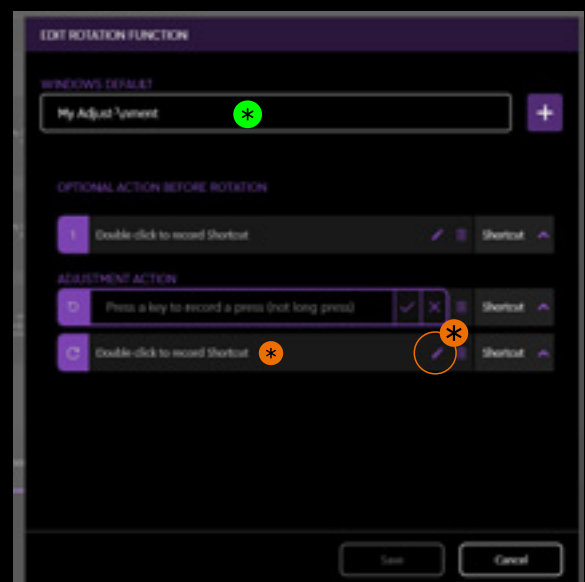 EDIT ROTATION FUNCTION
WINDOWS DEFAULT
My Adjust ment
OPTIONAL ACTION BEFORE ROTATION
1 Double click to record Shortcut Shortcut
ADJUSTMENT ACTION
Press a key to record a press (not long press) Shortcut
Double click to record Shortcut Shortcut
Save Cancel